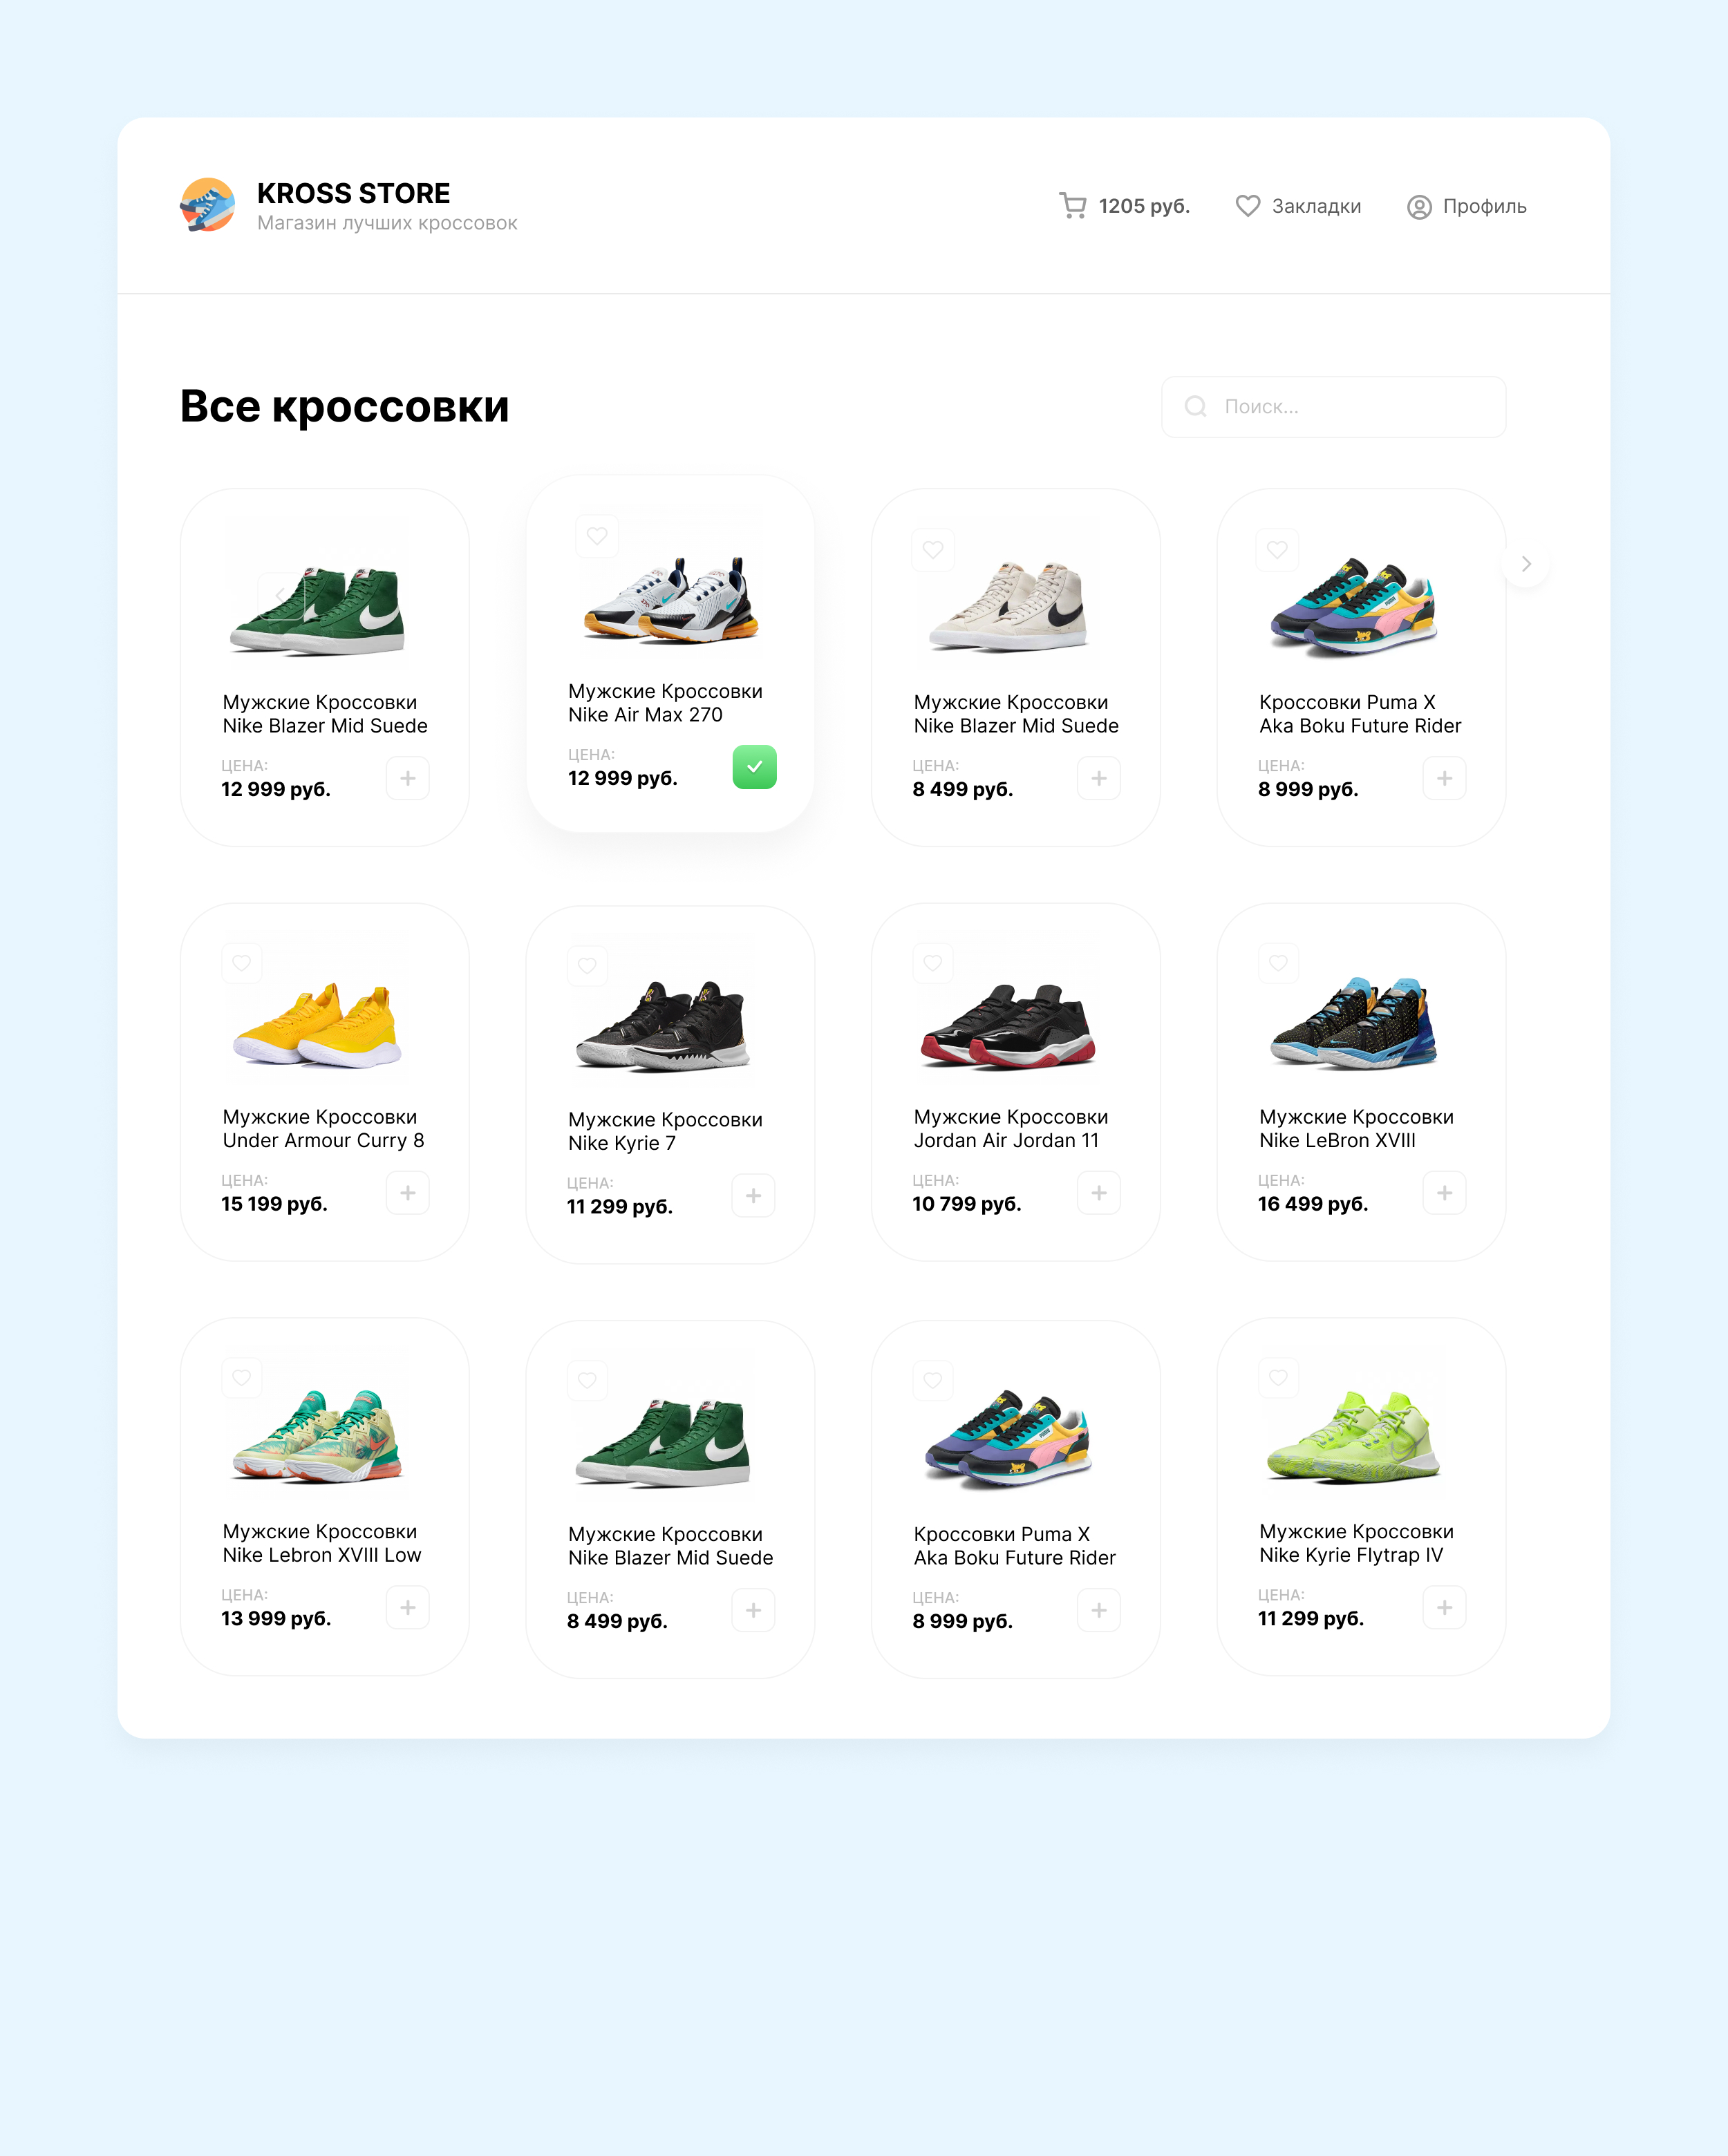 KROSS STORE
Магазин лучших кроссовок
1205 руб.
Закладки
Профиль
Все кроссовки
Поиск...
Мужские Кроссовки
Nike Blazer Mid Suede
ЦЕНА:
12 999 руб.
Мужские Кроссовки
Nike Air Max 270
ЦЕНА:
12 999 руб.
Мужские Кроссовки
Nike Blazer Mid Suede
ЦЕНА:
8 499 руб.
Кроссовки Puma X
Aka Boku Future Rider
ЦЕНА:
8 999 руб.
Мужские Кроссовки
Under Armour Curry 8
ЦЕНА:
15 199 руб.
Мужские Кроссовки
Nike Kyrie 7
ЦЕНА:
11 299 руб.
Мужские Кроссовки
Jordan Air Jordan 11
ЦЕНА:
10 799 руб.
Мужские Кроссовки
Nike LeBron XVIII
ЦЕНА:
16 499 руб.
Мужские Кроссовки
Nike Lebron XVIII Low
ЦЕНА:
13 999 руб.
Мужские Кроссовки
Nike Blazer Mid Suede
ЦЕНА:
8 499 руб.
Кроссовки Puma X
Aka Boku Future Rider
ЦЕНА:
8 999 руб.
Мужские Кроссовки
Nike Kyrie Flytrap IV
ЦЕНА:
11 299 руб.